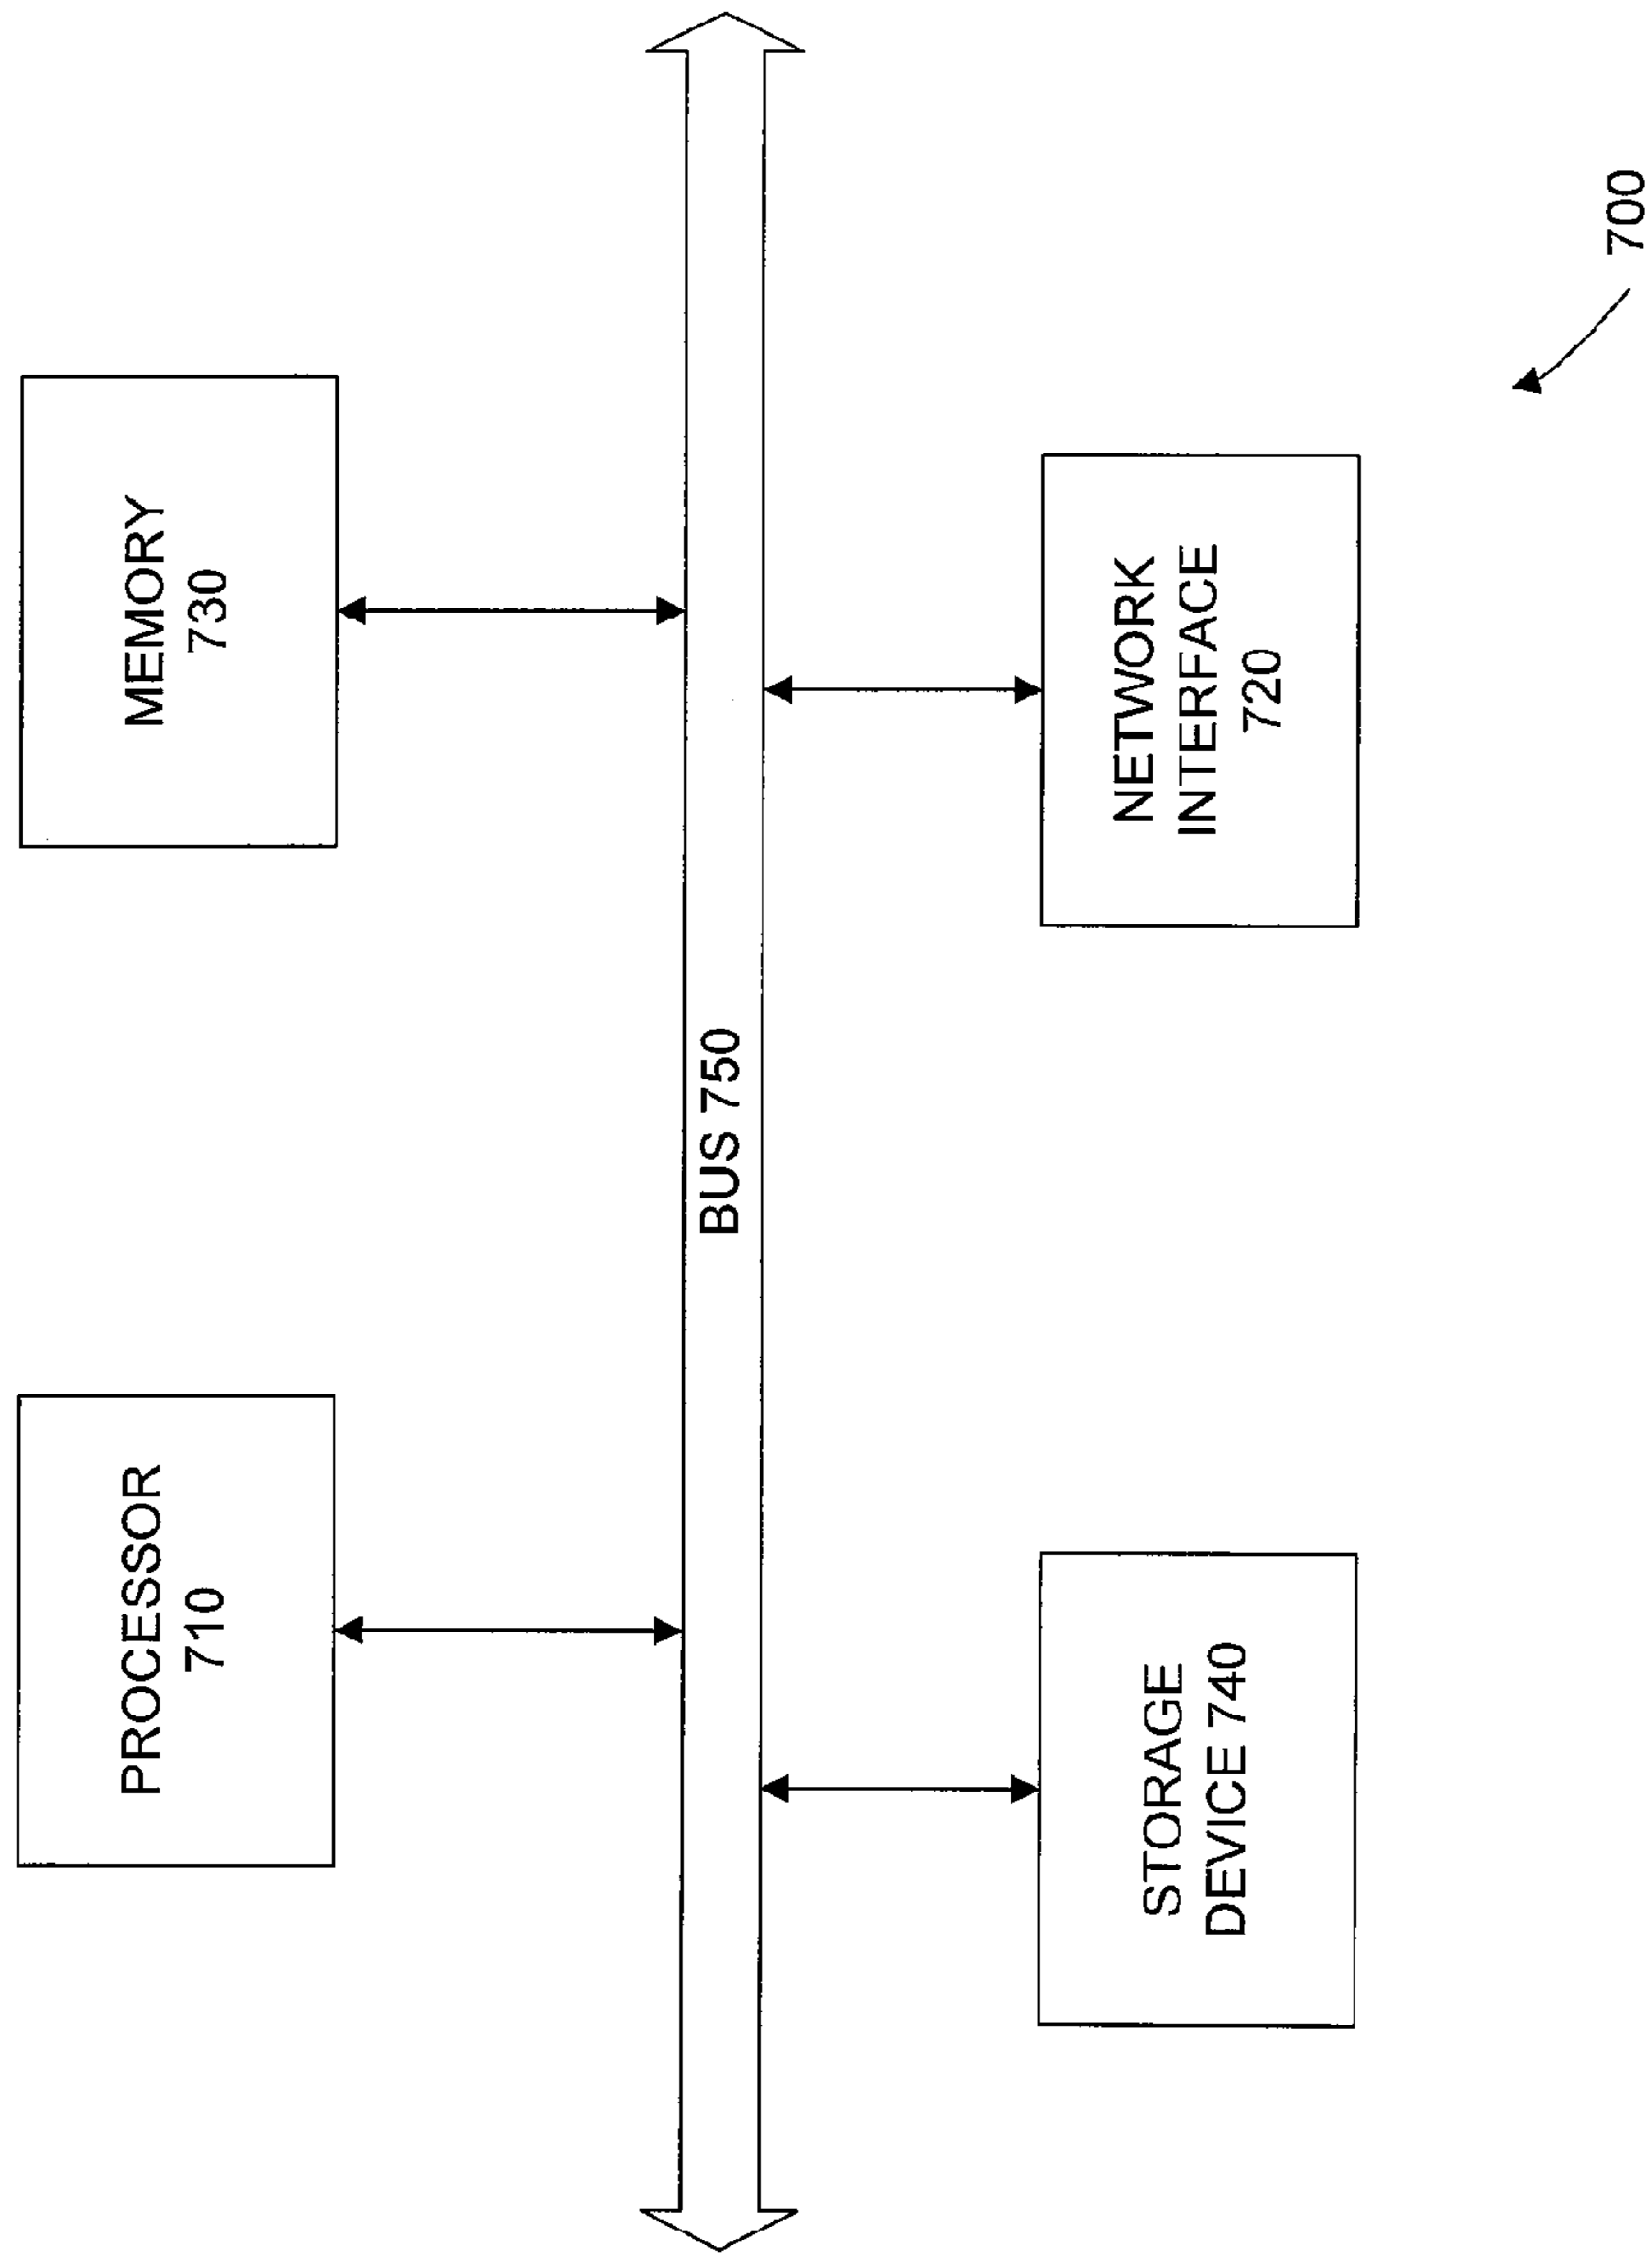 PROCESSOR
710
MEMORY
730
BUS 750
STORAGE
DEVICE 740
NETWORK
INTERFACE
720
700